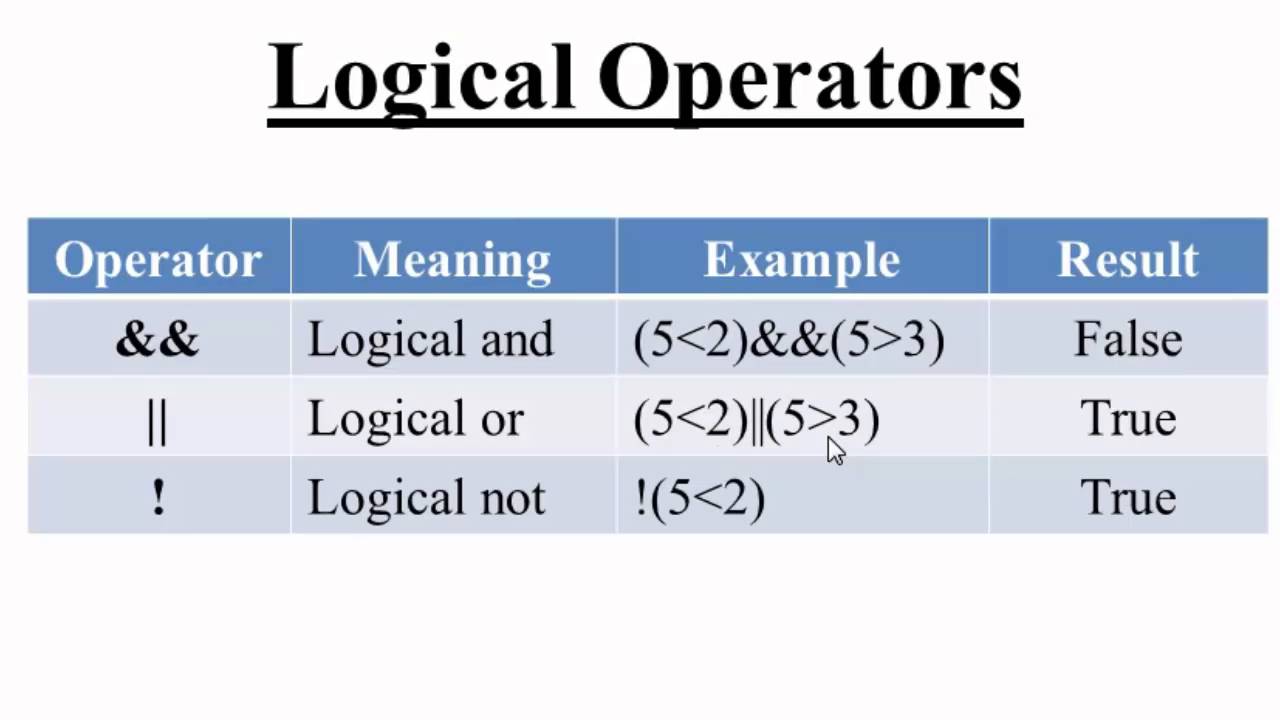 Logical Operators
Operator Meaning Example Result
&& Logical and (5<2)&&(5>3) False
|| Logical or (5<2)||(5>3) True
! Logical not !(5<2) True